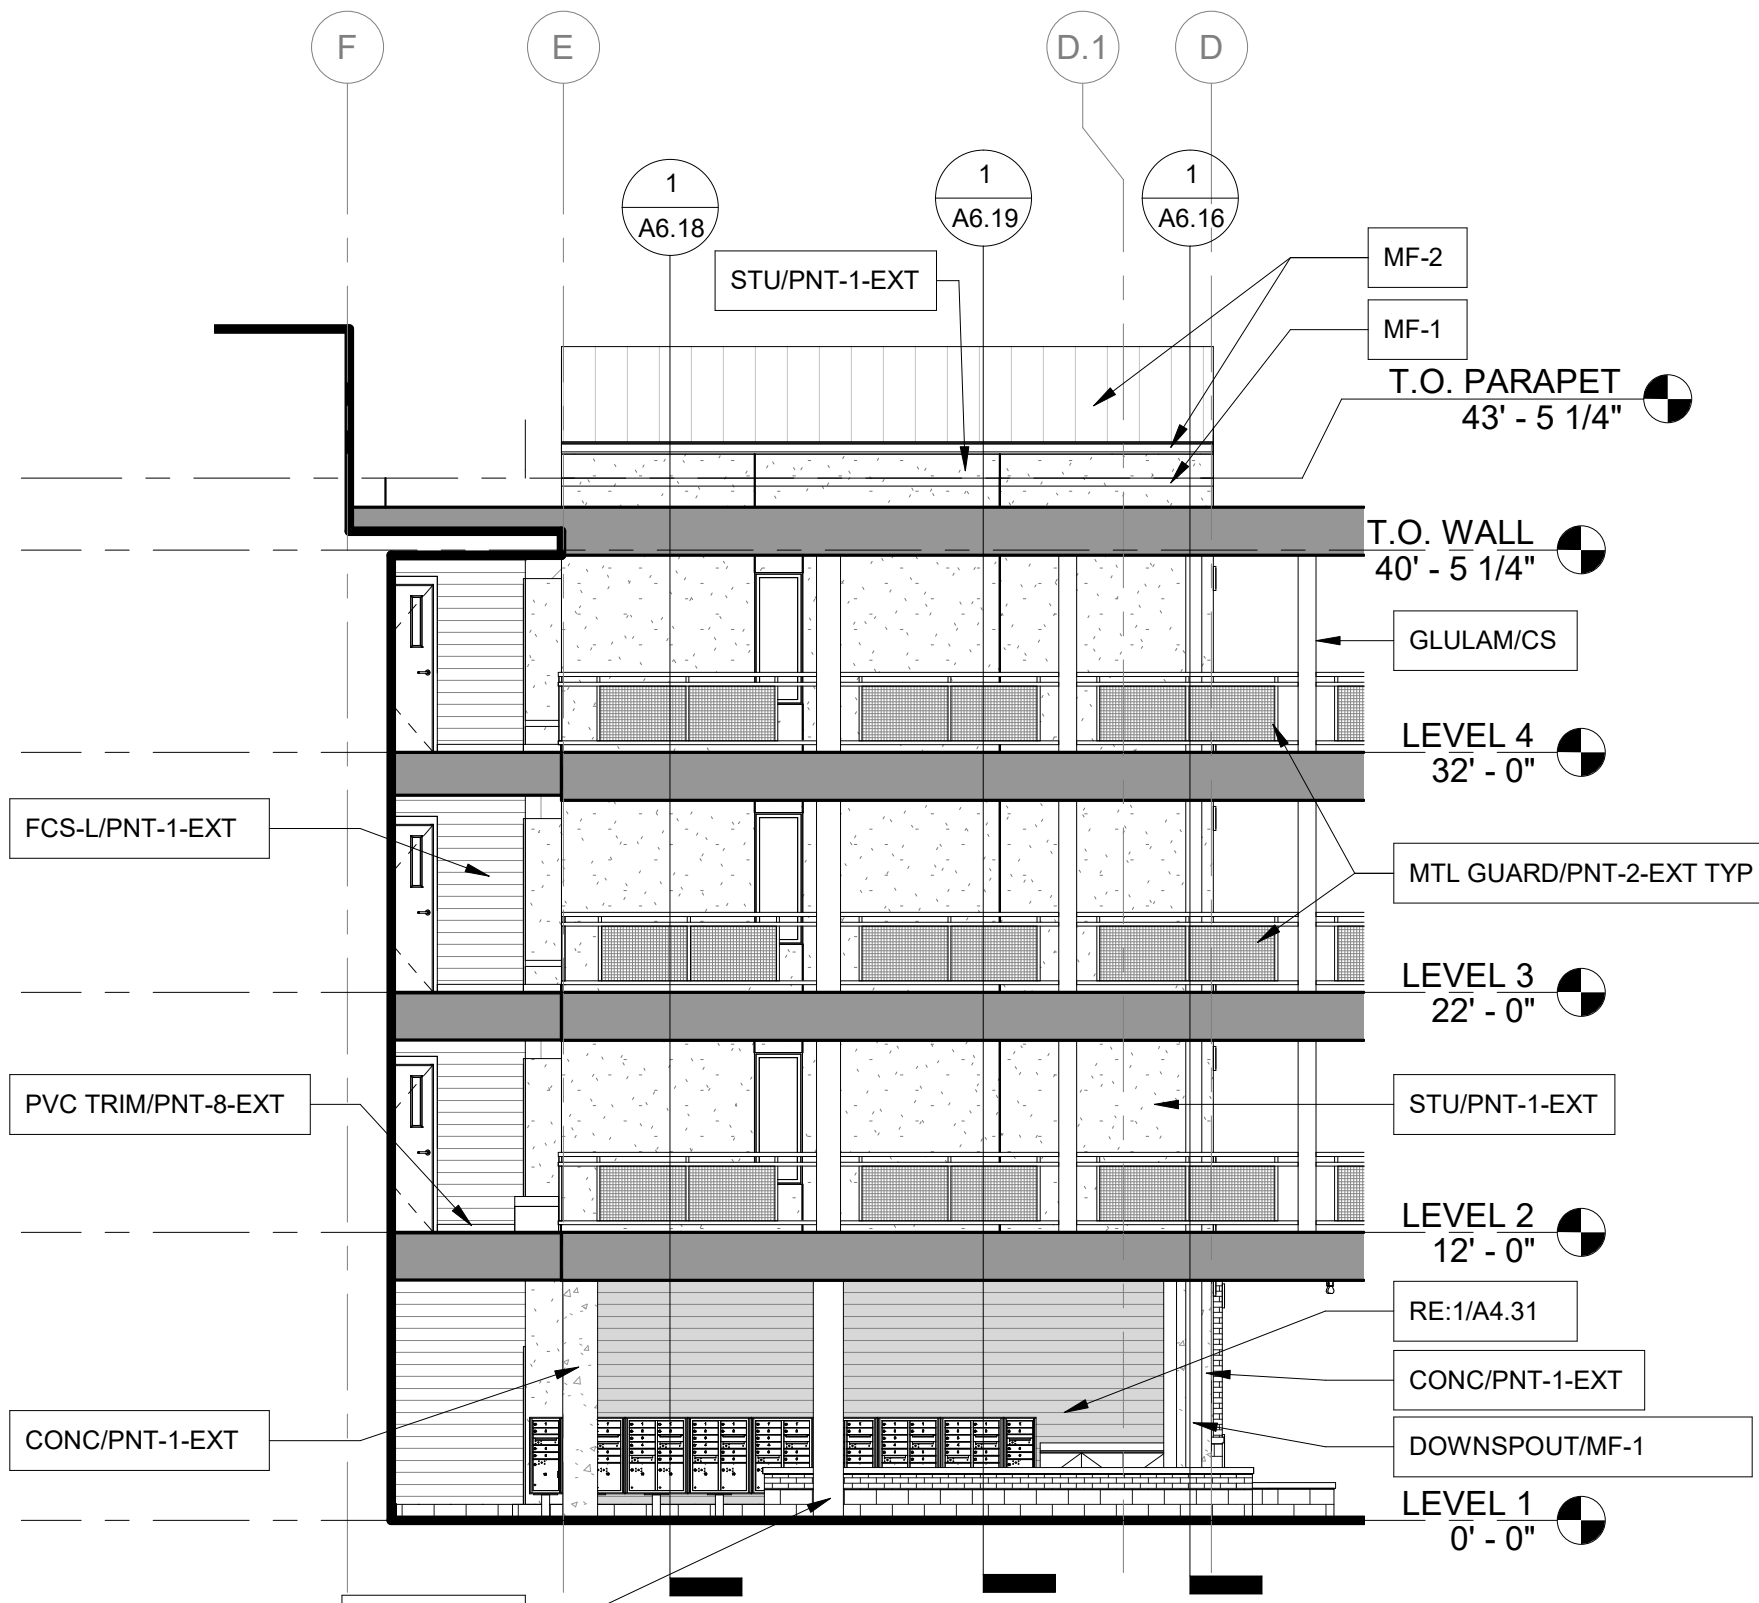 F
E
D.1
D
1
A6.18
1
A6.19
1
A6.16
STU/PNT-1-EXT
MF-2
MF-1
T.O. PARAPET
43' - 5 1/4"
T.O. WALL
40' - 5 1/4"
GLULAM/CS
LEVEL 4
32' - 0"
FCS-L/PNT-1-EXT
MTL GUARD/PNT-2-EXT TYP
LEVEL 3
22' - 0"
PVC TRIM/PNT-8-EXT
STU/PNT-1-EXT
LEVEL 2
12' - 0"
RE:1/A4.31
CONC/PNT-1-EXT
CONC/PNT-1-EXT
DOWNSPOUT/MF-1
LEVEL 1
0' - 0"